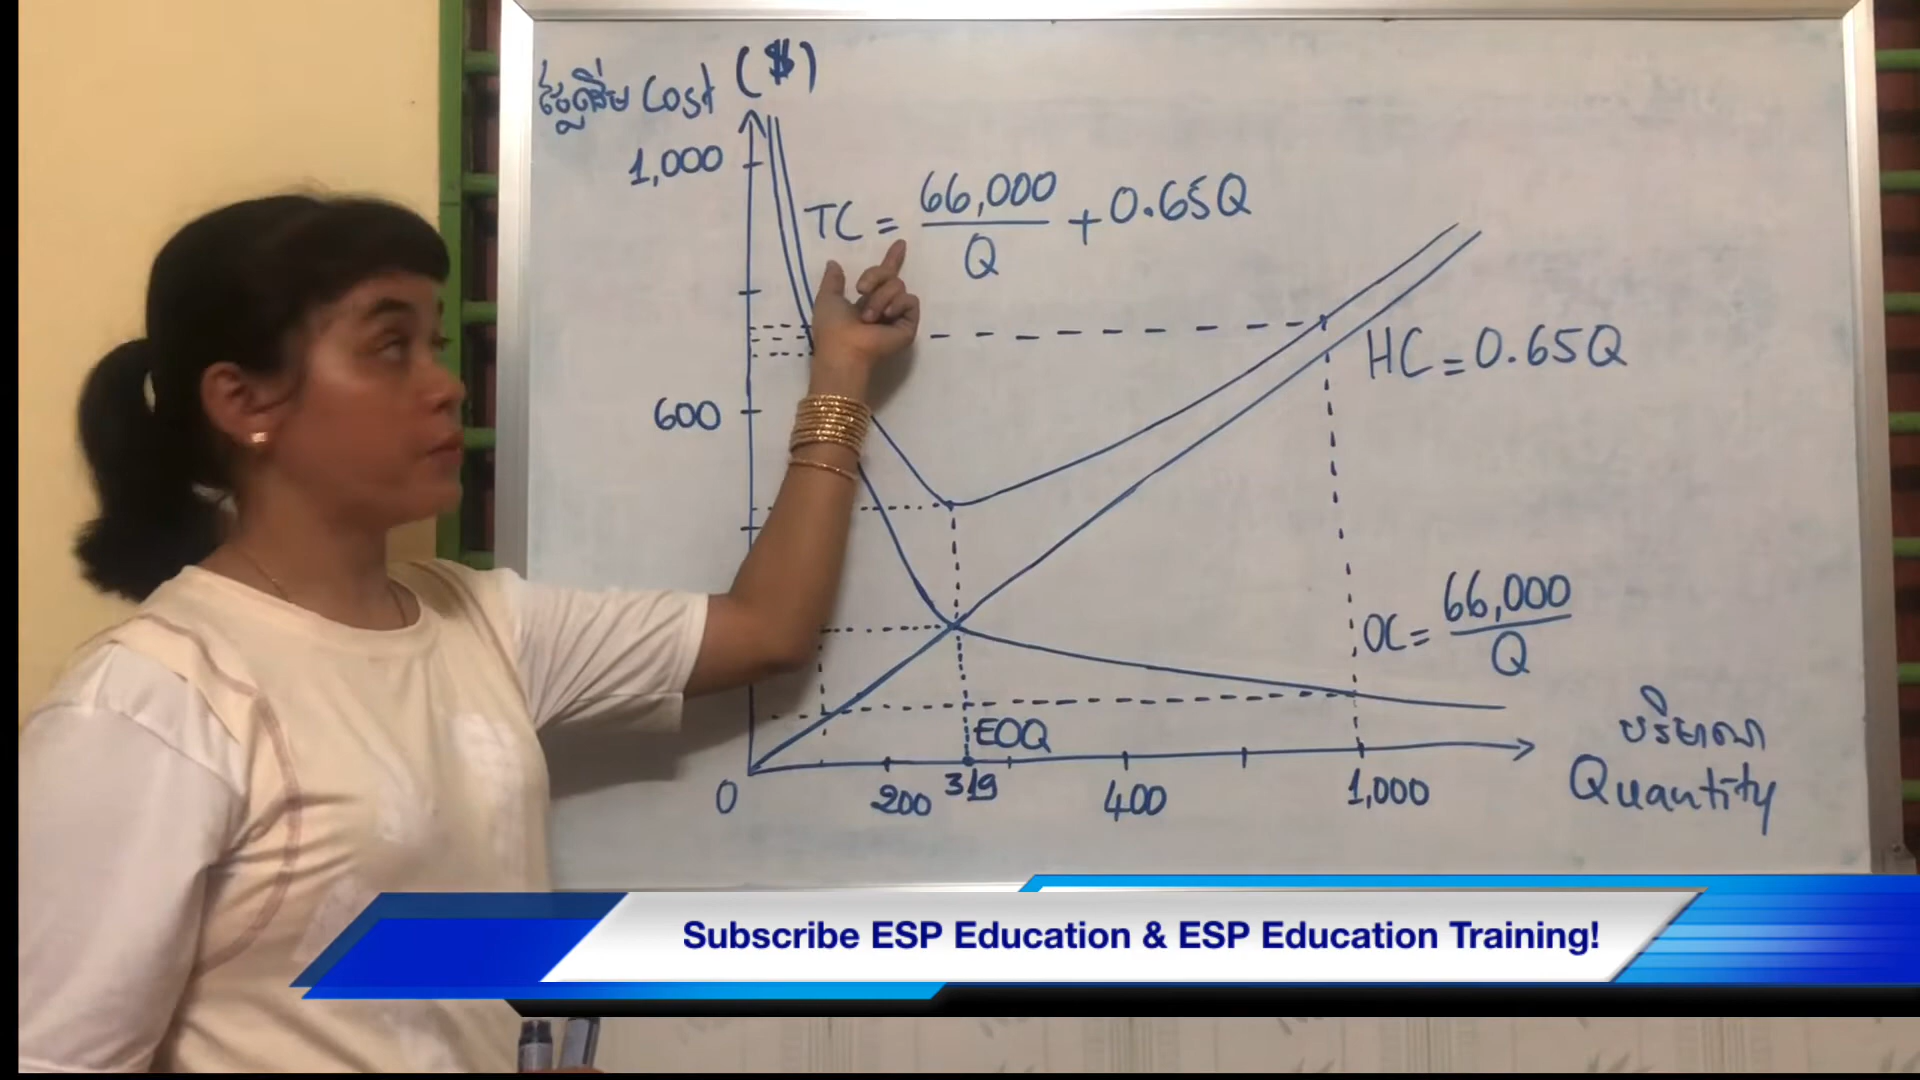 ថ្លៃដើម Cost ($)
1,000
TC = 66,000/Q + 0.65Q
HC = 0.65Q
600
OC = 66,000/Q
EOQ
0 200 319 400 1,000
បរិមាណ
Quantity
Subscribe ESP Education & ESP Education Training!